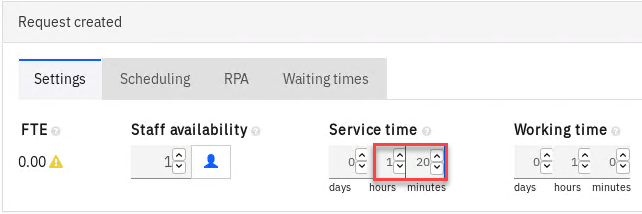 Request created
Settings Scheduling RPA Waiting times
FTE Staff availability Service time Working time
0.00 1 0 1 20 0 1 0
days hours minutes days hours minutes